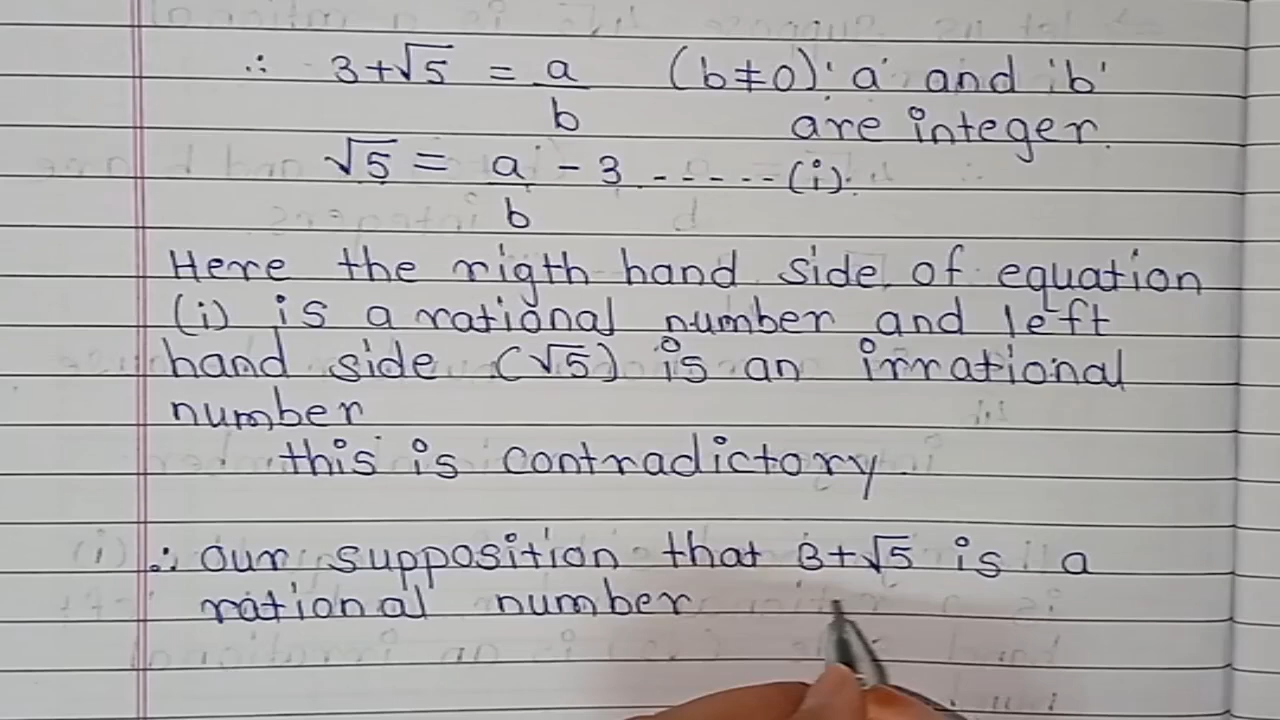 ∴ 3+√5 = a/b (b≠0) 'a' and 'b'
are integer.
√5 = a/b - 3 ------(i)
Here the rigth hand side of equation
(i) is a rational number and left
hand side (√5) is an irrational
number
this is contradictory
∴ our supposition that 3+√5 is a
rational number